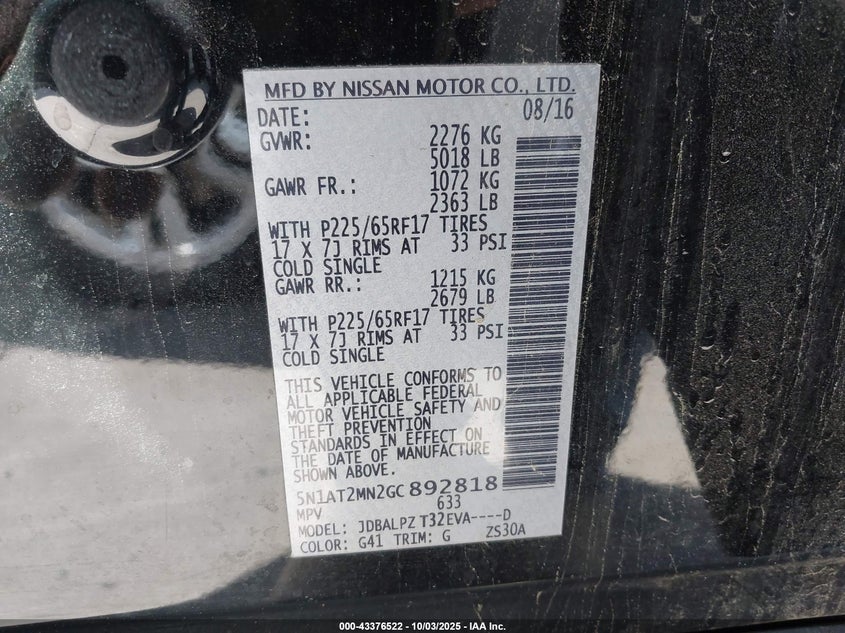 MFD BY NISSAN MOTOR CO., LTD.
DATE: 08/16
GVWR: 2276 KG
5018 LB
GAWR FR.: 1072 KG
2363 LB
WITH P225/65RF17 TIRES
17 X 7J RIMS AT 33 PSI
COLD SINGLE
GAWR RR.: 1215 KG
2679 LB
WITH P225/65RF17 TIRES
17 X 7J RIMS AT 33 PSI
COLD SINGLE
THIS VEHICLE CONFORMS TO
ALL APPLICABLE FEDERAL
MOTOR VEHICLE SAFETY AND
THEFT PREVENTION
STANDARDS IN EFFECT ON
THE DATE OF MANUFACTURE
SHOWN ABOVE.
5N1AT2MN2GC892818
MPV 633
MODEL: JDBALPZ T32EVA----D
COLOR: G41 TRIM: G ZS30A
000-43376522 - 10/03/2025 - IAA Inc.